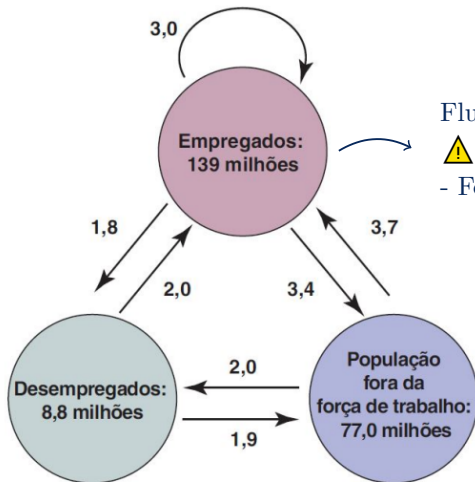 3,0
Empregados:
139 milhões
!
1,8
2,0
3,4
3,7
Desempregados:
8,8 milhões
2,0
1,9
População
fora da
força de trabalho:
77,0 milhões